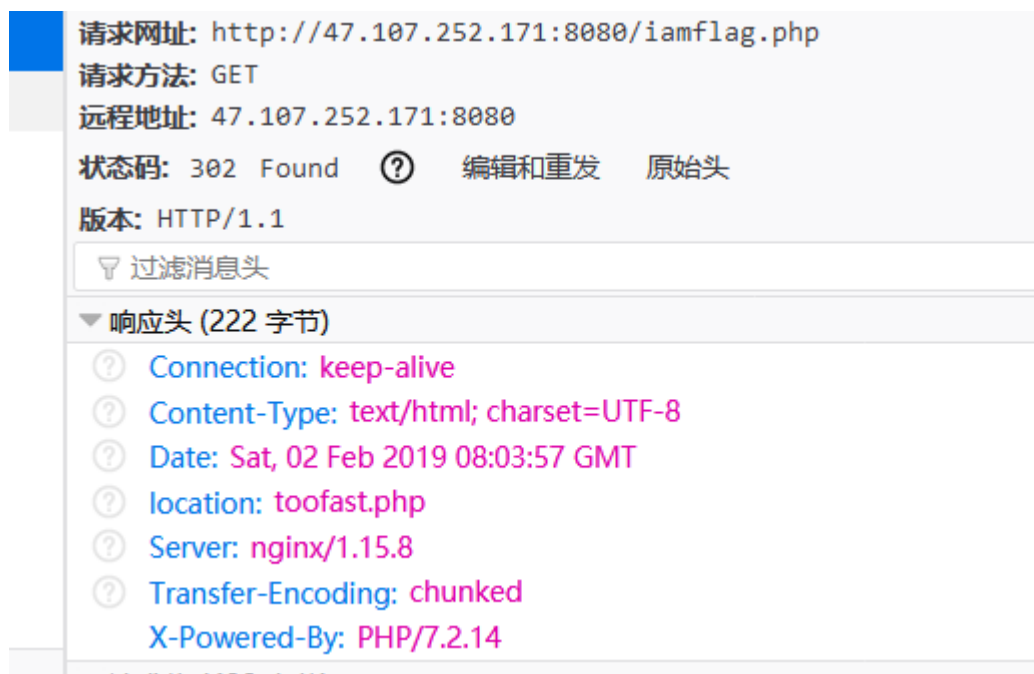 请求网址: http://47.107.252.171:8080/iamflag.php
请求方法: GET
远程地址: 47.107.252.171:8080
状态码: 302 Found ? 编辑和重发 原始头
版本: HTTP/1.1
过滤消息头
响应头 (222 字节)
? Connection: keep-alive
? Content-Type: text/html; charset=UTF-8
? Date: Sat, 02 Feb 2019 08:03:57 GMT
? location: toofast.php
? Server: nginx/1.15.8
? Transfer-Encoding: chunked
X-Powered-By: PHP/7.2.14